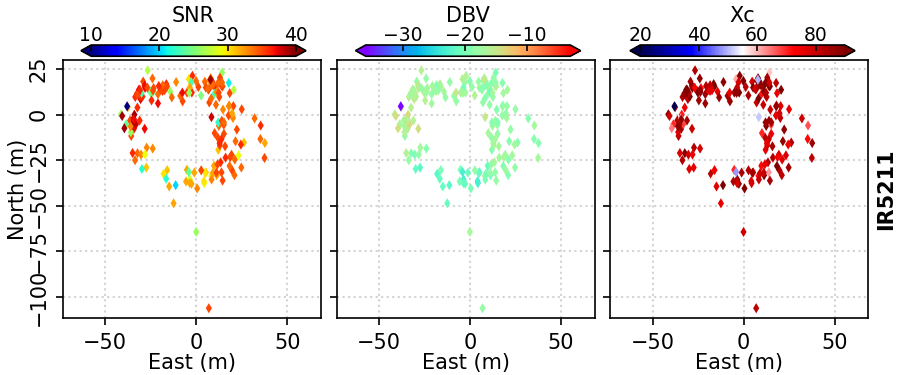 SNR DBV Xc
10 20 30 40 −30 −20 −10 20 40 60 80
25
0
−25
−50
−75
−100
North (m)
IR5211
−50 0 50 −50 0 50 −50 0 50
East (m) East (m) East (m)